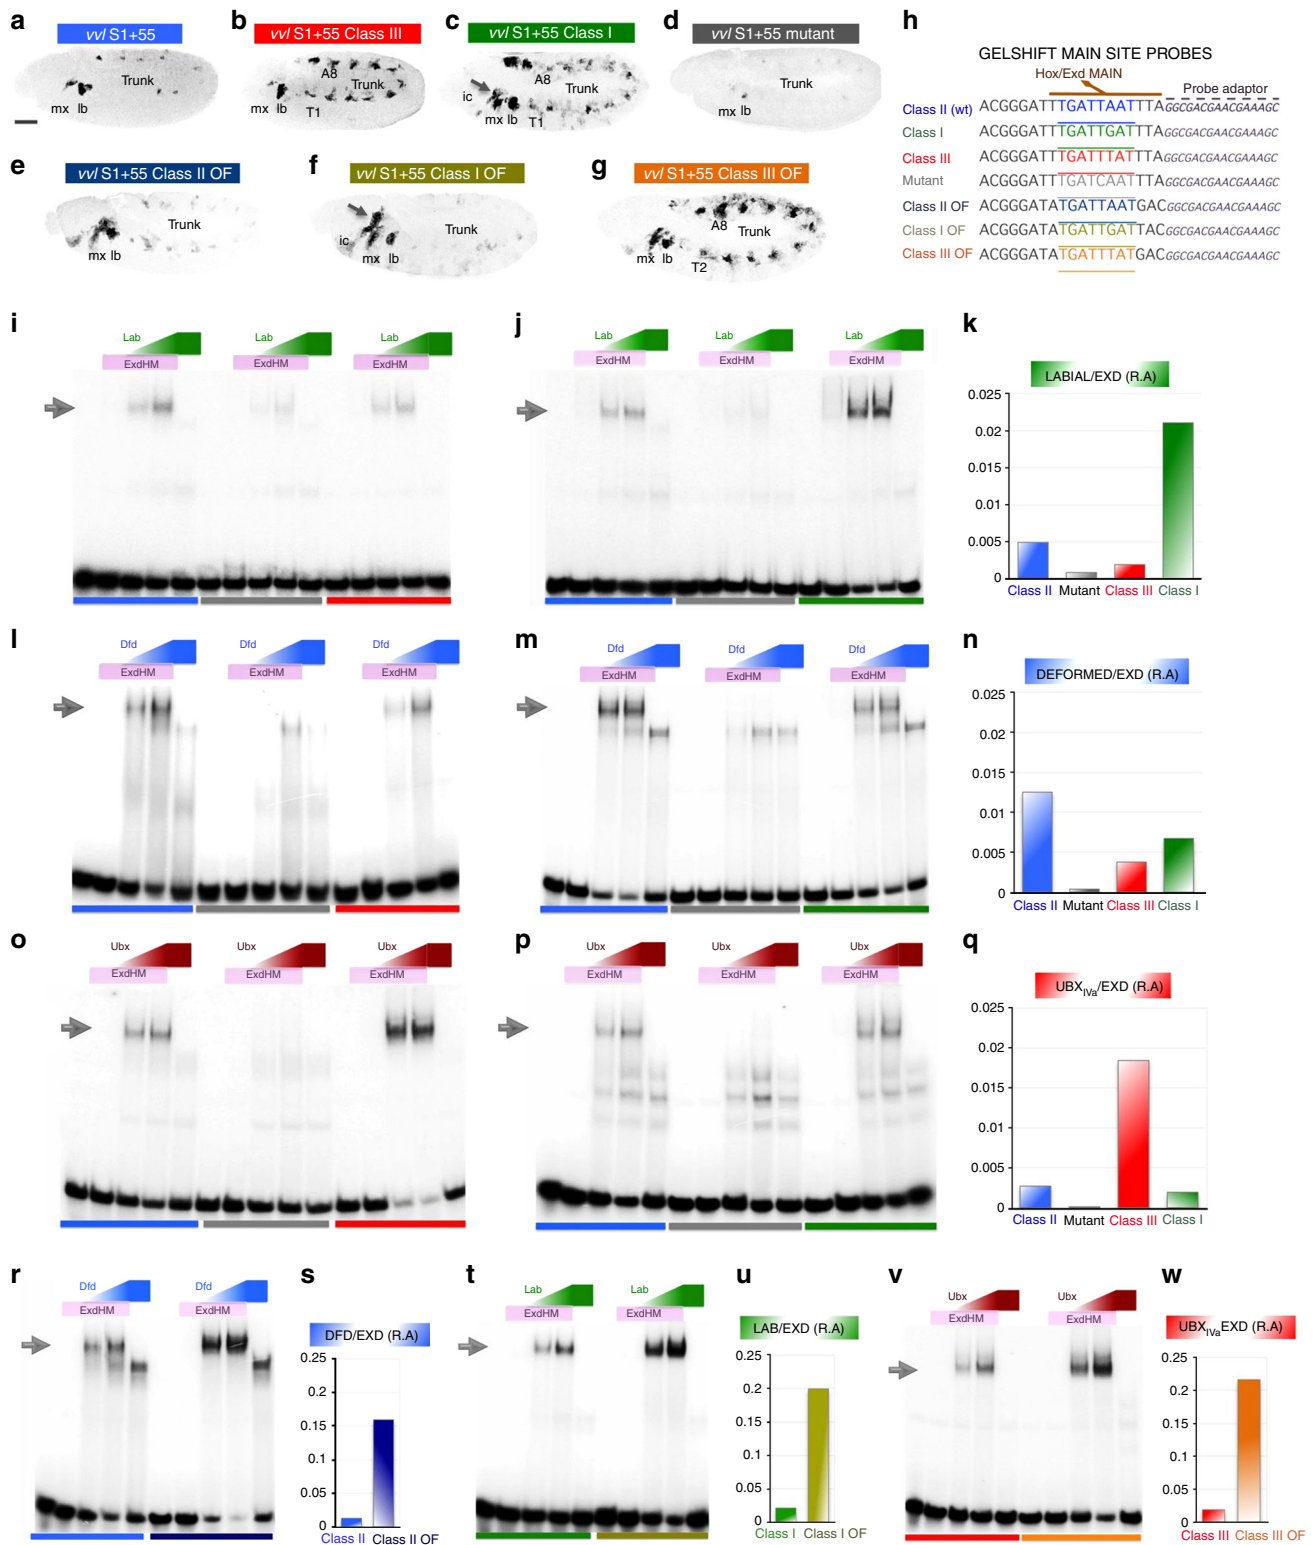 a
vvl S1+55
Trunk
mx lb
b
vvl S1+55 Class III
A8
Trunk
mx lb
T1
c
vvl S1+55 Class I
A8
Trunk
ic
mx lb
T1
d
vvl S1+55 mutant
Trunk
mx lb
e
vvl S1+55 Class II OF
Trunk
mx lb
f
vvl S1+55 Class I OF
ic
Trunk
mx lb
g
vvl S1+55 Class III OF
A8
Trunk
mx lb
T2
h
GELSHIFT MAIN SITE PROBES
Hox/Exd MAIN
Probe adaptor
Class II (wt) ACGGGATTTGATTAATTTAGGCGACGAACGAAAGC
Class I ACGGGATTTGATTGATTTAGGCGACGAACGAAAGC
Class III ACGGGATTTGATTTATTTAGGCGACGAACGAAAGC
Mutant ACGGGATTTGATCAATTTAGGCGACGAACGAAAGC
Class II OF ACGGGATATGATTAATGACGGCGACGAACGAAAGC
Class I OF ACGGGATATGATTGATTACGGCGACGAACGAAAGC
Class III OF ACGGGATATGATTTATGACGGCGACGAACGAAAGC
i
Lab Lab Lab
ExdHM ExdHM ExdHM
j
Lab Lab Lab
ExdHM ExdHM ExdHM
k
LABIAL/EXD (R.A)
0.025
0.02
0.015
0.01
0.005
0
Class II Mutant Class III Class I
l
Dfd Dfd Dfd
ExdHM ExdHM ExdHM
m
Dfd Dfd Dfd
ExdHM ExdHM ExdHM
n
DEFORMED/EXD (R.A)
0.025
0.02
0.015
0.01
0.005
0
Class II Mutant Class III Class I
o
Ubx Ubx Ubx
ExdHM ExdHM ExdHM
p
Ubx Ubx Ubx
ExdHM ExdHM ExdHM
q
UBXIVa/EXD (R.A)
0.025
0.02
0.015
0.01
0.005
0
Class II Mutant Class III Class I
r
Dfd Dfd
ExdHM ExdHM
s
DFD/EXD (R.A)
0.25
0.2
0.15
0.1
0.05
0
Class II Class II OF
t
Lab Lab
ExdHM ExdHM
u
LAB/EXD (R.A)
0.25
0.2
0.15
0.1
0.05
0
Class I Class I OF
v
Ubx Ubx
ExdHM ExdHM
w
UBXIVaEXD (R.A)
0.25
0.2
0.15
0.1
0.05
0
Class III Class III OF